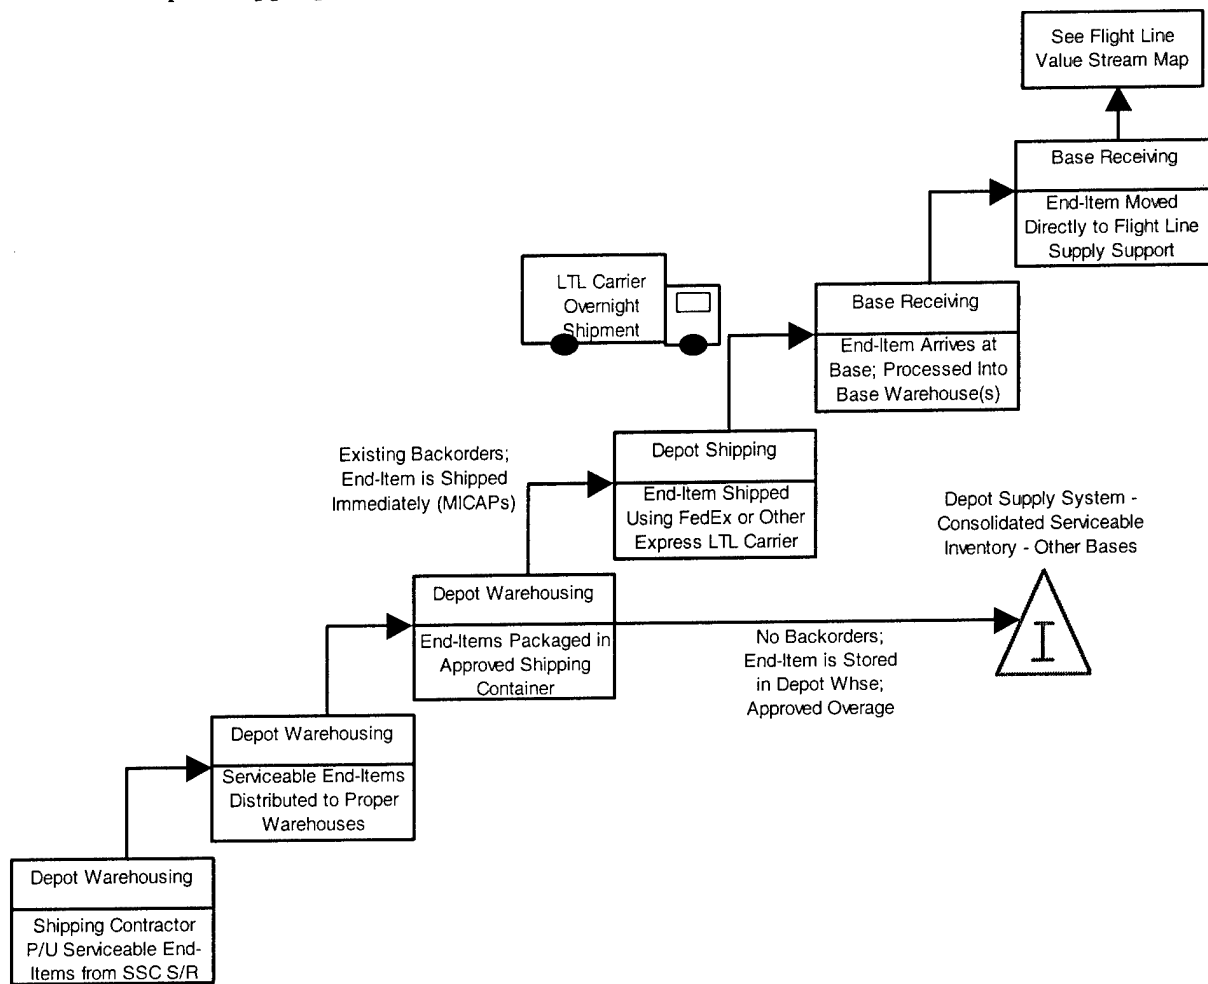 See Flight Line
Value Stream Map
Base Receiving
End-Item Moved
Directly to Flight Line
Supply Support
LTL Carrier
Overnight
Shipment
Base Receiving
End-Item Arrives at
Base; Processed Into
Base Warehouse(s)
Existing Backorders;
End-Item is Shipped
Immediately (MICAPs)
Depot Shipping
End-Item Shipped
Using FedEx or Other
Express LTL Carrier
Depot Supply System -
Consolidated Serviceable
Inventory - Other Bases
I
Depot Warehousing
End-Items Packaged in
Approved Shipping
Container
No Backorders;
End-Item is Stored
in Depot Whse;
Approved Overage
Depot Warehousing
Serviceable End-Items
Distributed to Proper
Warehouses
Depot Warehousing
Shipping Contractor
P/U Serviceable End-
Items from SSC S/R